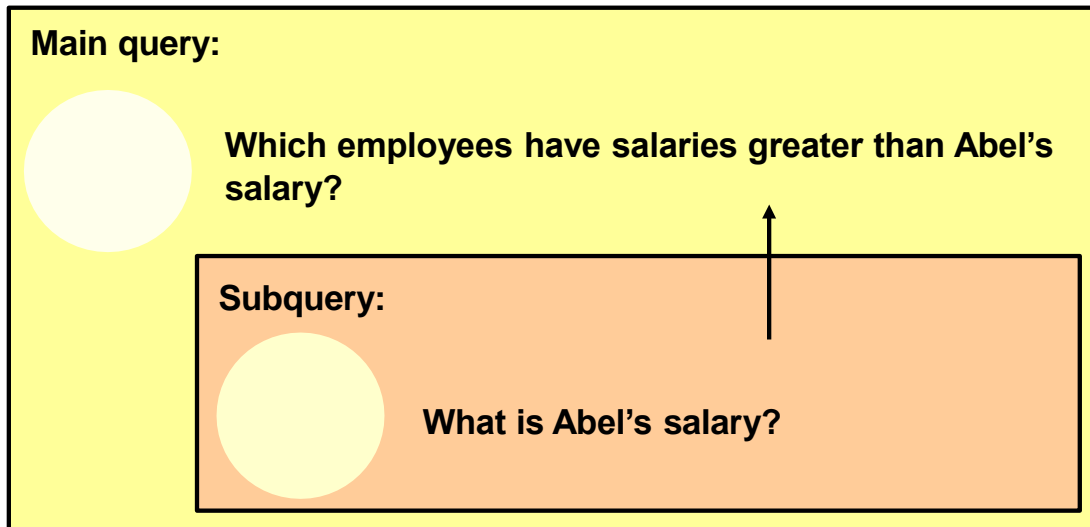 Main query:
Which employees have salaries greater than Abel’s
salary?
Subquery:
What is Abel’s salary?